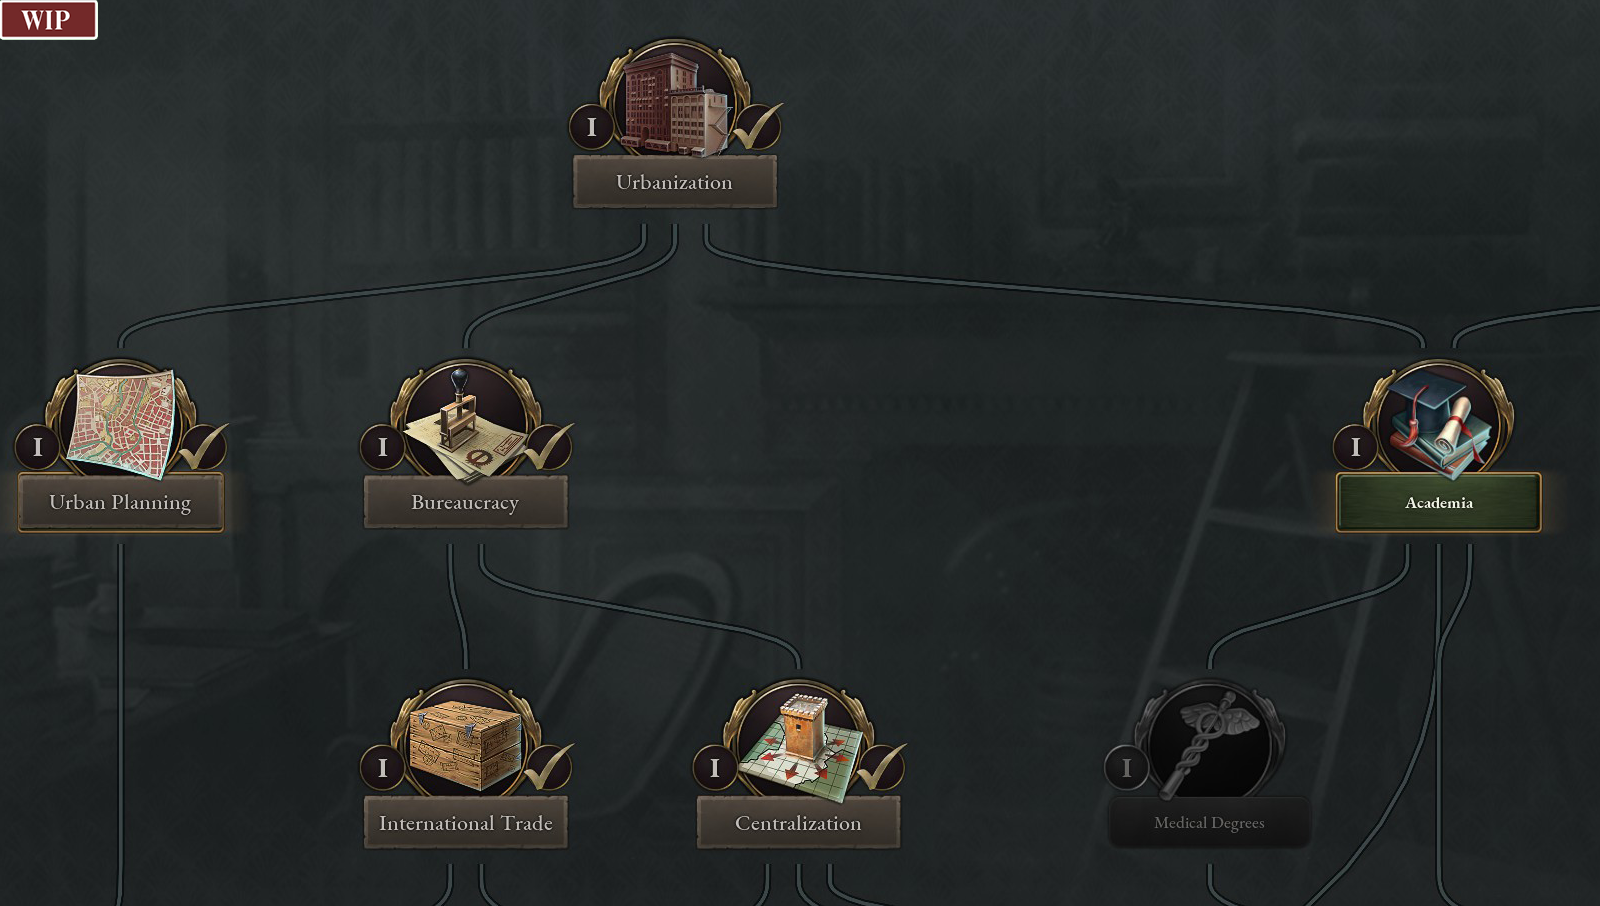 WIP
I
Urbanization
I
Urban Planning
I
Bureaucracy
I
Academia
I
International Trade
I
Centralization
I
Medical Degrees